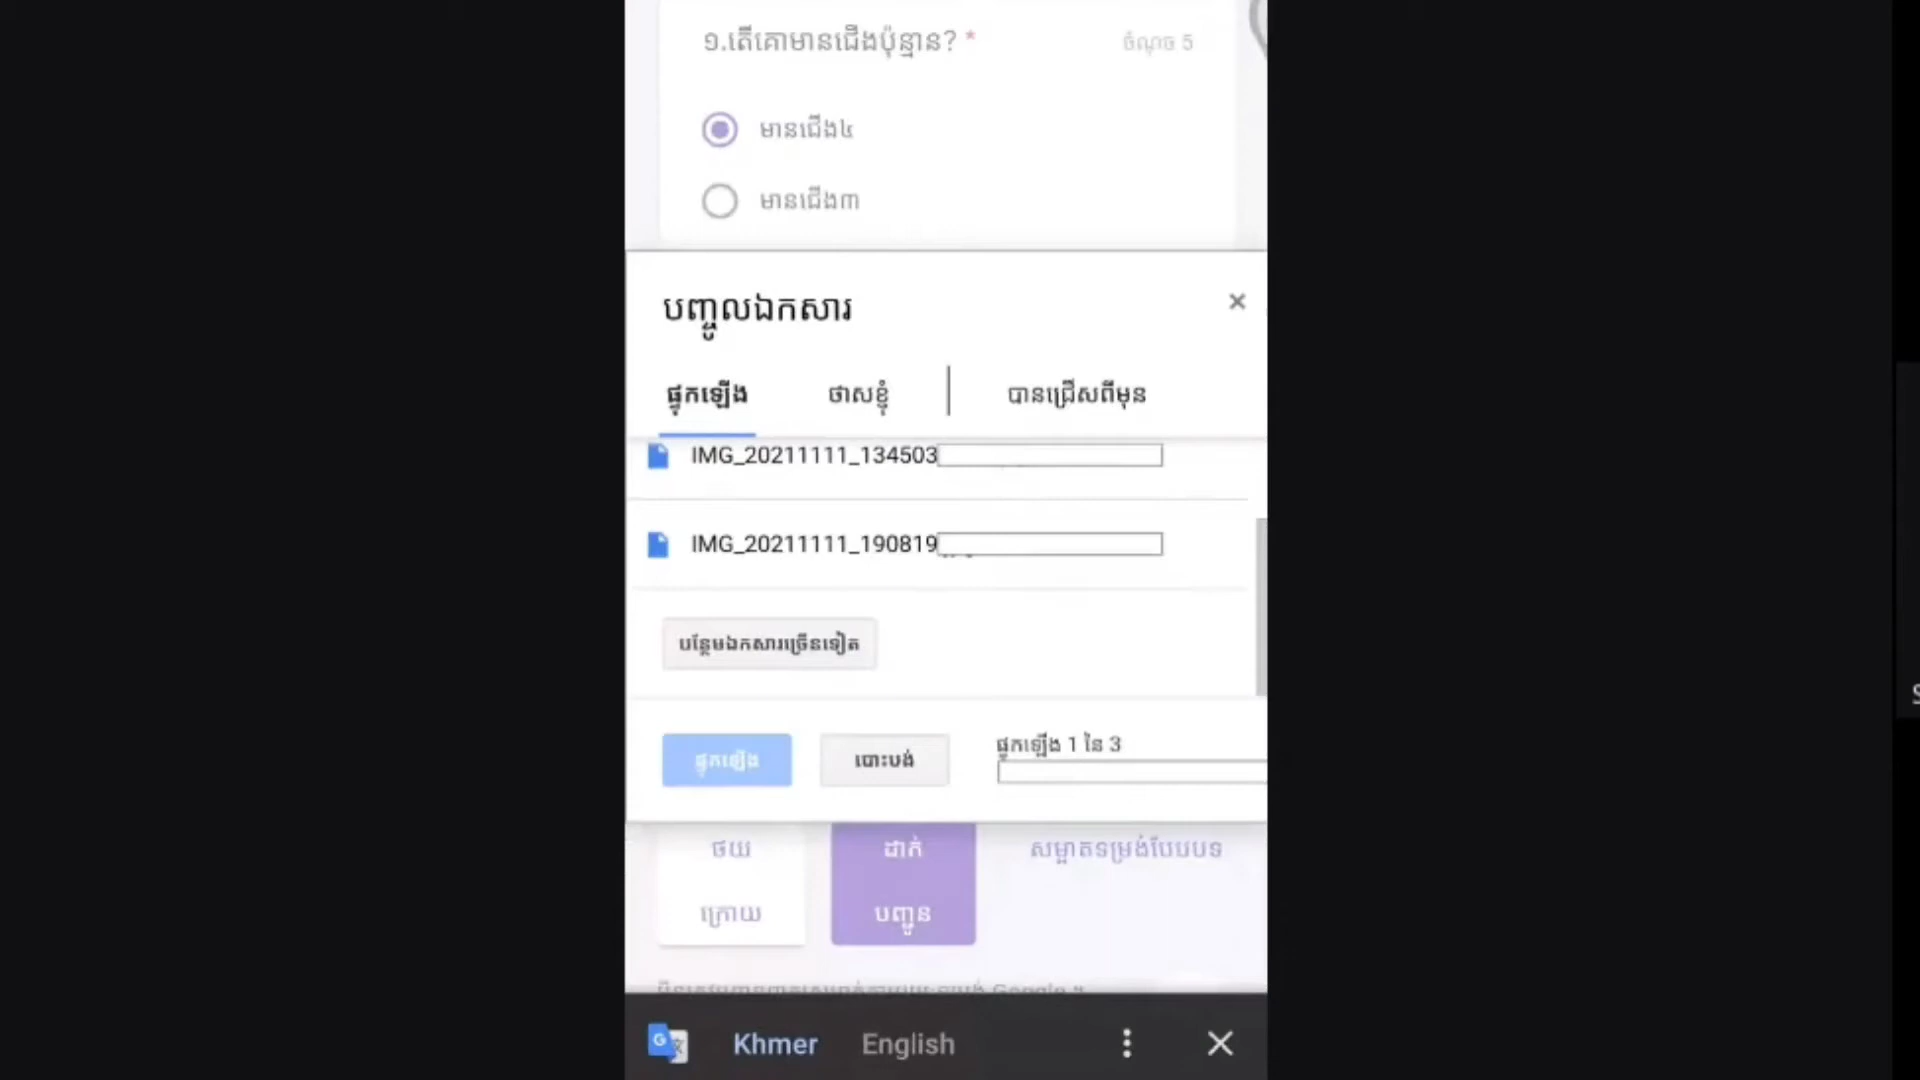 ១.តើគោមានជើងប៉ុន្មាន? *
ចំណុច 5
មានជើង៤
មានជើង៣
បញ្ចូលឯកសារ
ផ្ទុកឡើង
ថាសខ្ញុំ
បានជ្រើសពីមុន
IMG_20211111_134503
IMG_20211111_190819
បន្ថែមឯកសារច្រើនទៀត
ផ្ទុកឡើង
បោះបង់
ផ្ទុកឡើង 1 នៃ 3
ថយ
ក្រោយ
ដាក់
បញ្ជូន
សម្អាតទម្រង់បែបបទ
Google ។
Khmer
English